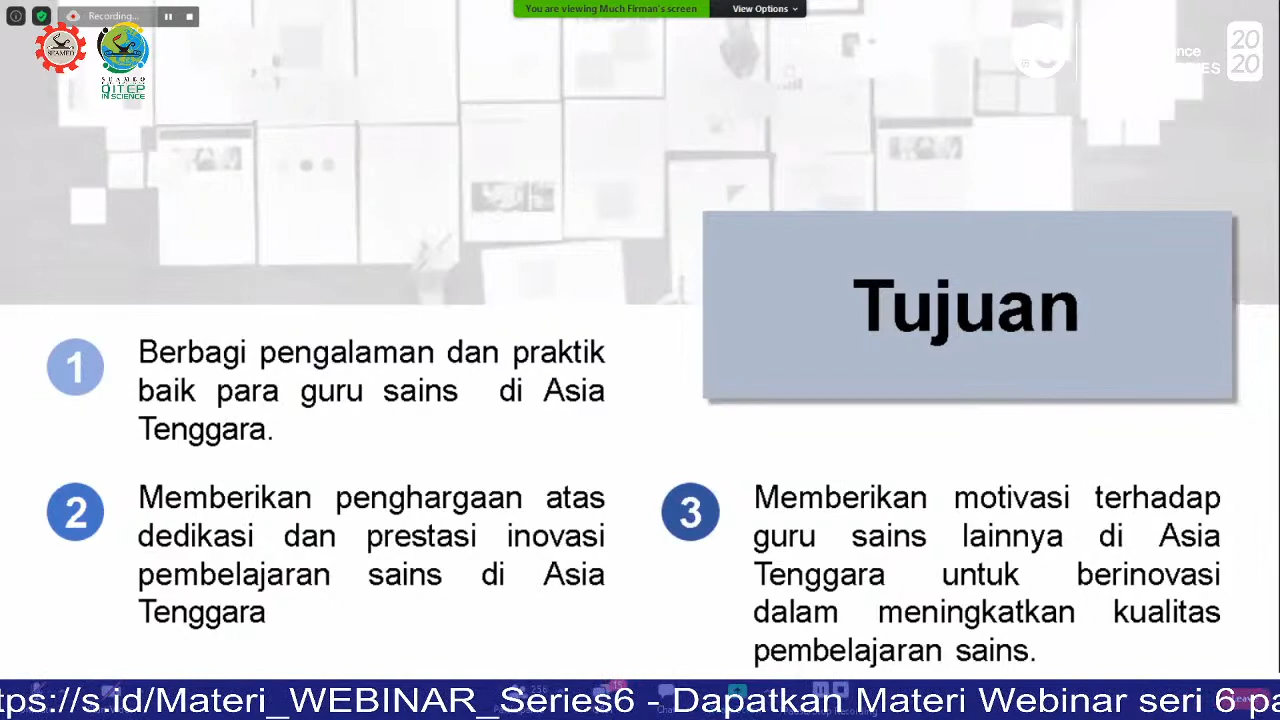 Recording...
You are viewing Much Firman's screen
View Options
SEAMEO
SEAMEO
QITEP
IN SCIENCE
20
20
Tujuan
1
Berbagi pengalaman dan praktik
baik para guru sains di Asia
Tenggara.
2
Memberikan penghargaan atas
dedikasi dan prestasi inovasi
pembelajaran sains di Asia
Tenggara
3
Memberikan motivasi terhadap
guru sains lainnya di Asia
Tenggara untuk berinovasi
dalam meningkatkan kualitas
pembelajaran sains.
tps://s.id/Materi_WEBINAR_Series6 - Dapatkan Materi Webinar seri 6 pa